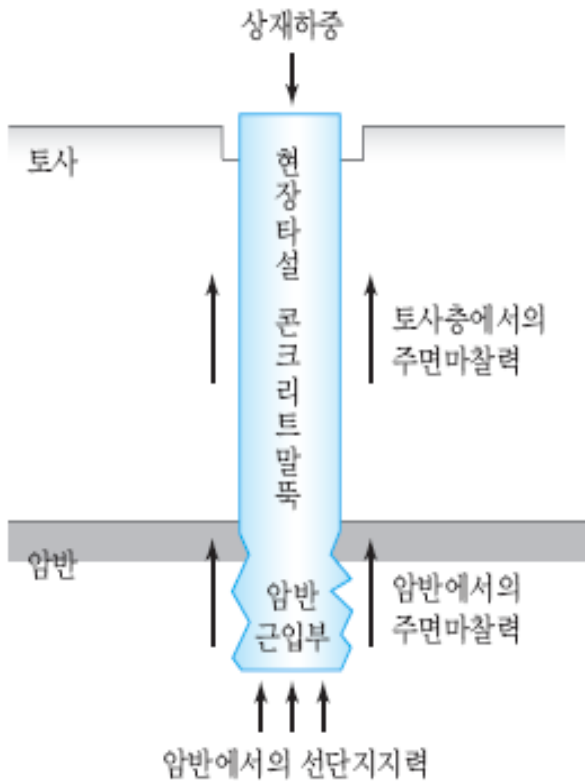 상재하중
토사
현장타설 콘크리트말뚝
토사층에서의
주면마찰력
암반
암반
근입부
암반에서의
주면마찰력
암반에서의 선단지지력